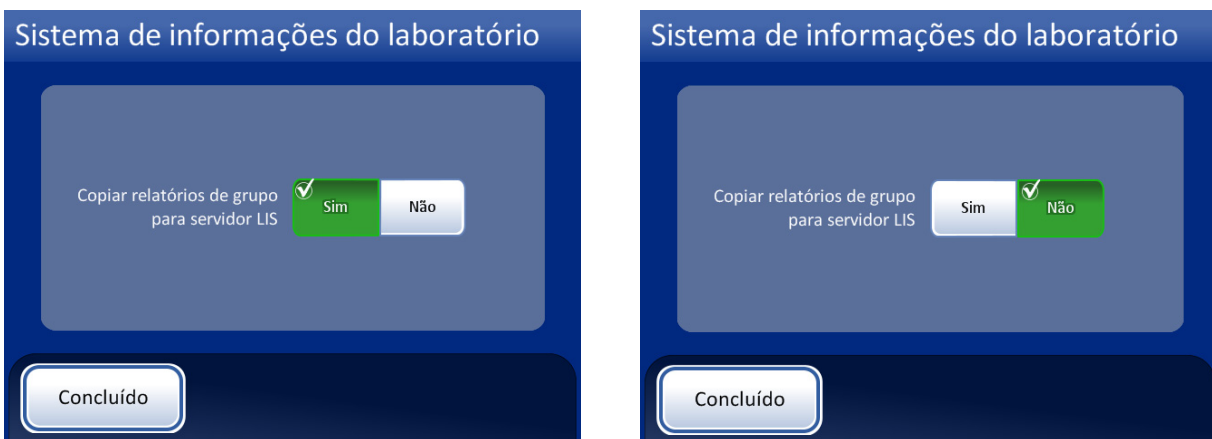 Sistema de informações do laboratório
Copiar relatórios de grupo
para servidor LIS
Sim
Não
Concluído
Sistema de informações do laboratório
Copiar relatórios de grupo
para servidor LIS
Sim
Não
Concluído